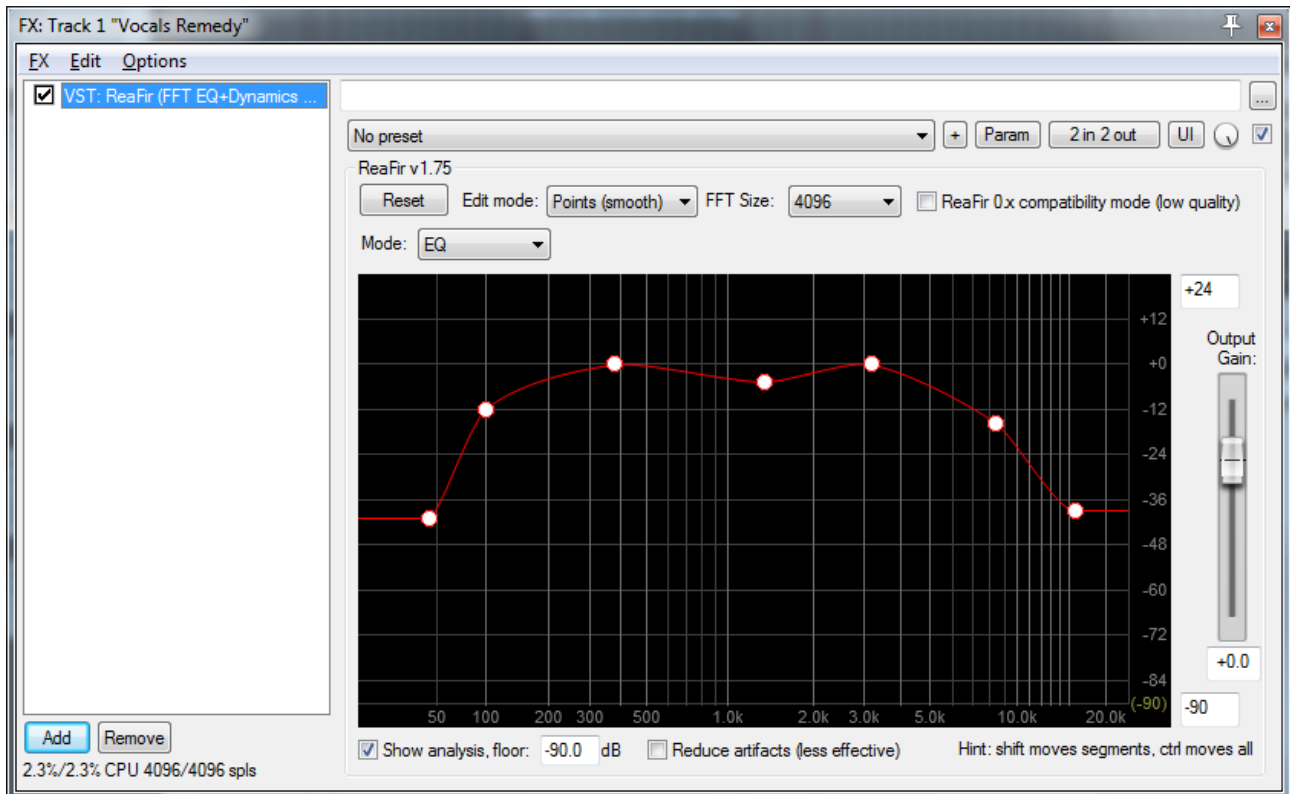 FX: Track 1 "Vocals Remedy"
FX Edit Options
VST: ReaFir (FFT EQ+Dynamics ...
...
No preset + Param 2 in 2 out UI
ReaFir v1.75
Reset Edit mode: Points (smooth) FFT Size: 4096 ReaFir 0.x compatibility mode (low quality)
Mode: EQ
+24
+12
Output
Gain:
+0
-12
-24
-36
-48
-60
-72
+0.0
-84
(-90) -90
50 100 200 300 500 1.0k 2.0k 3.0k 5.0k 10.0k 20.0k
Add Remove
Show analysis, floor: -90.0 dB Reduce artifacts (less effective) Hint: shift moves segments, ctrl moves all
2.3%/2.3% CPU 4096/4096 spls